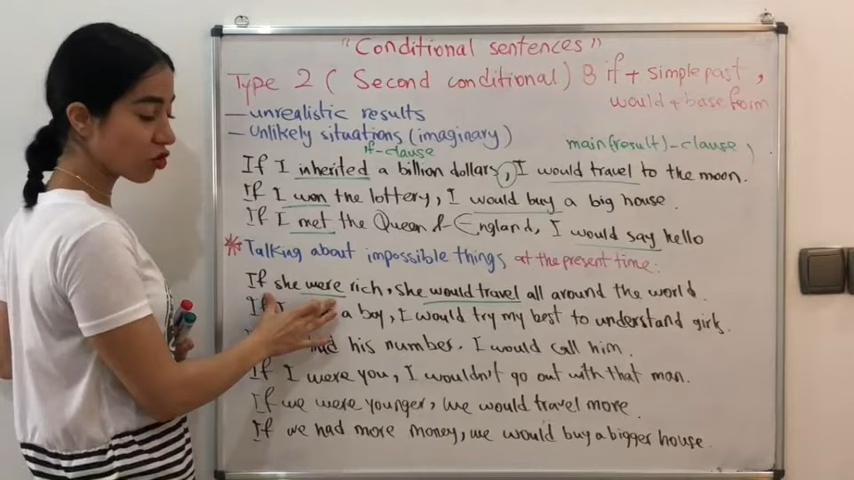 "Conditional sentences"
Type 2 (Second conditional) 8 if + simple past,
would + base form
- unrealistic results
- Unlikely situations (imaginary)
if-clause
main(result)-clause
If I inherited a billion dollars, I would travel to the moon.
If I won the lottery, I would buy a big house.
If I met the Queen of England, I would say hello
* Talking about impossible things at the present time.
If she were rich, she would travel all around the world.
If I a boy, I would try my best to understand girls.
had his number. I would call him.
If I were you, I wouldn't go out with that man.
If we were younger, we would travel more.
If we had more money, we would buy a bigger house.